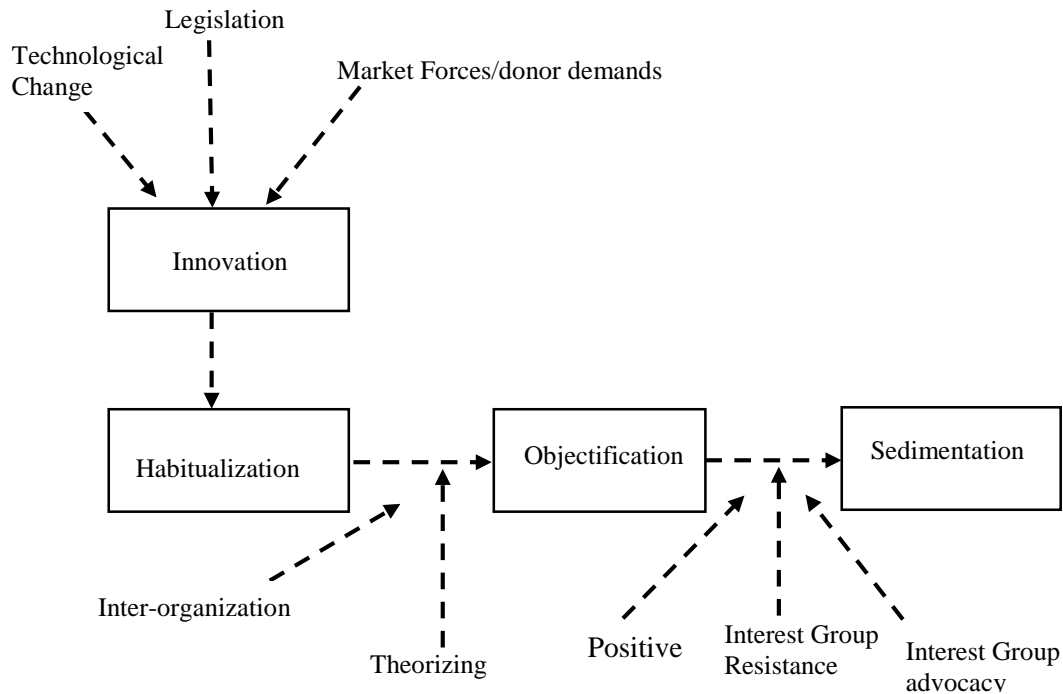 Legislation
Technological
Change
Market Forces/donor demands
Innovation
Habitualization
Objectification
Sedimentation
Inter-organization
Theorizing
Positive
Interest Group
Resistance
Interest Group
advocacy